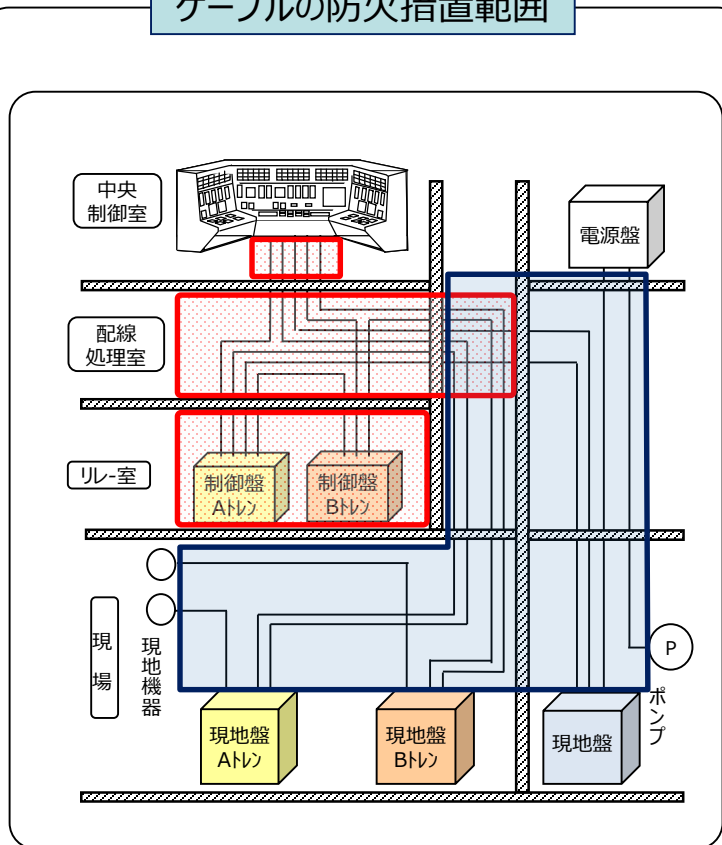 ケーブルの防火措置範囲
中央
制御室
電源盤
配線
処理室
リレー室
制御盤
Aトレン
制御盤
Bトレン
現場
現地機器
P
ポンプ
現地盤
Aトレン
現地盤
Bトレン
現地盤